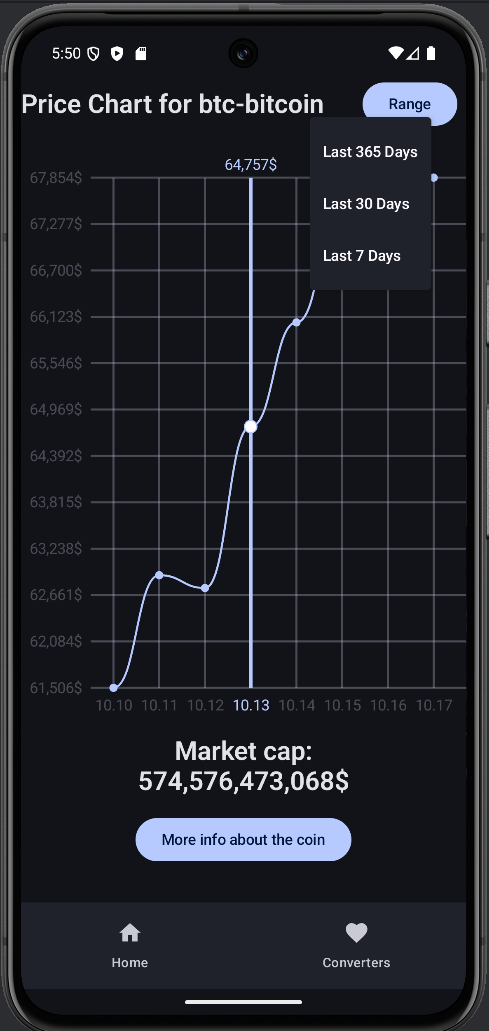 5:50
Price Chart for btc-bitcoin
Range
Last 365 Days
Last 30 Days
Last 7 Days
64,757$
67,854$
67,277$
66,700$
66,123$
65,546$
64,969$
64,392$
63,815$
63,238$
62,661$
62,084$
61,506$
10.10 10.11 10.12 10.13 10.14 10.15 10.16 10.17
Market cap:
574,576,473,068$
More info about the coin
Home
Converters